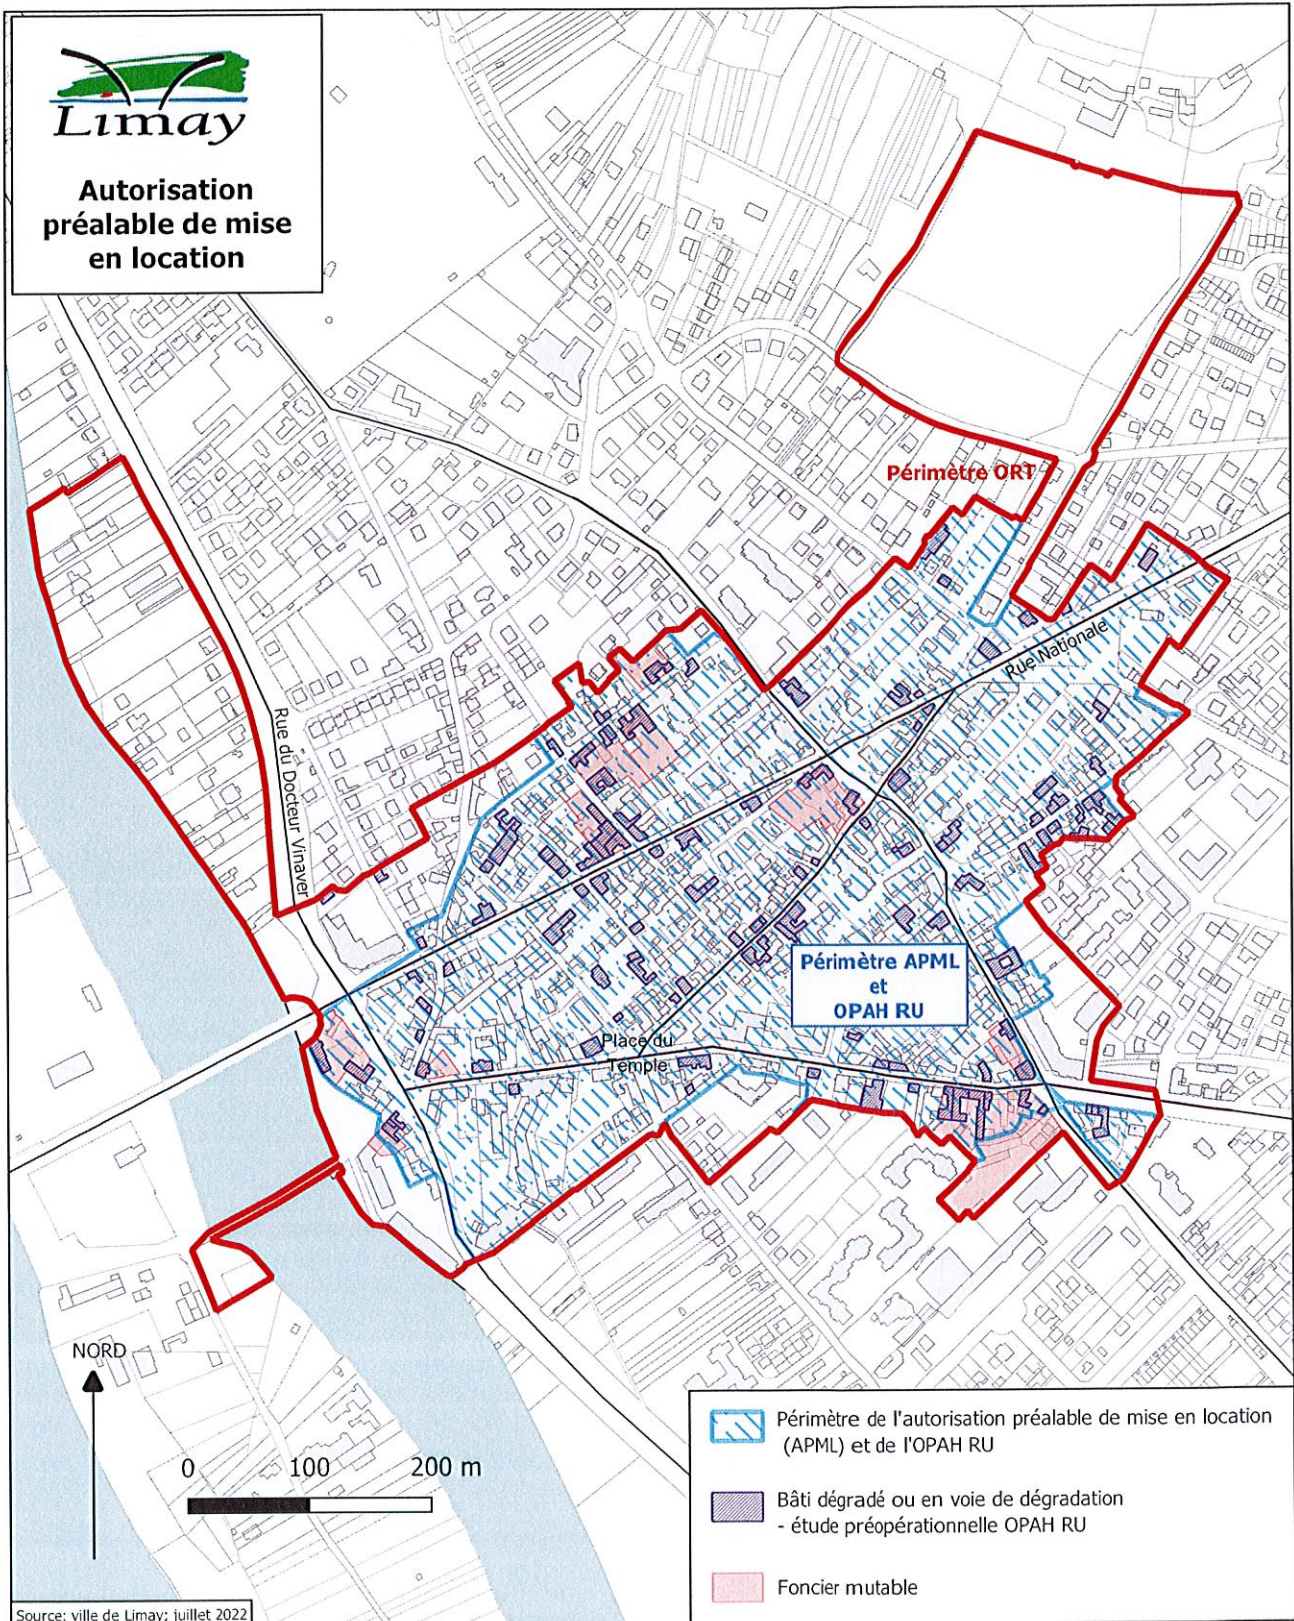 Limay
Autorisation
préalable de mise
en location
Périmètre ORT
Rue Nationale
Rue du Docteur Vinaver
Périmètre APML
et
OPAH RU
Place du
Temple
NORD
0 100 200 m
Périmètre de l'autorisation préalable de mise en location
(APML) et de l'OPAH RU
Bâti dégradé ou en voie de dégradation
- étude préopérationnelle OPAH RU
Foncier mutable
Source: ville de Limay; juillet 2022